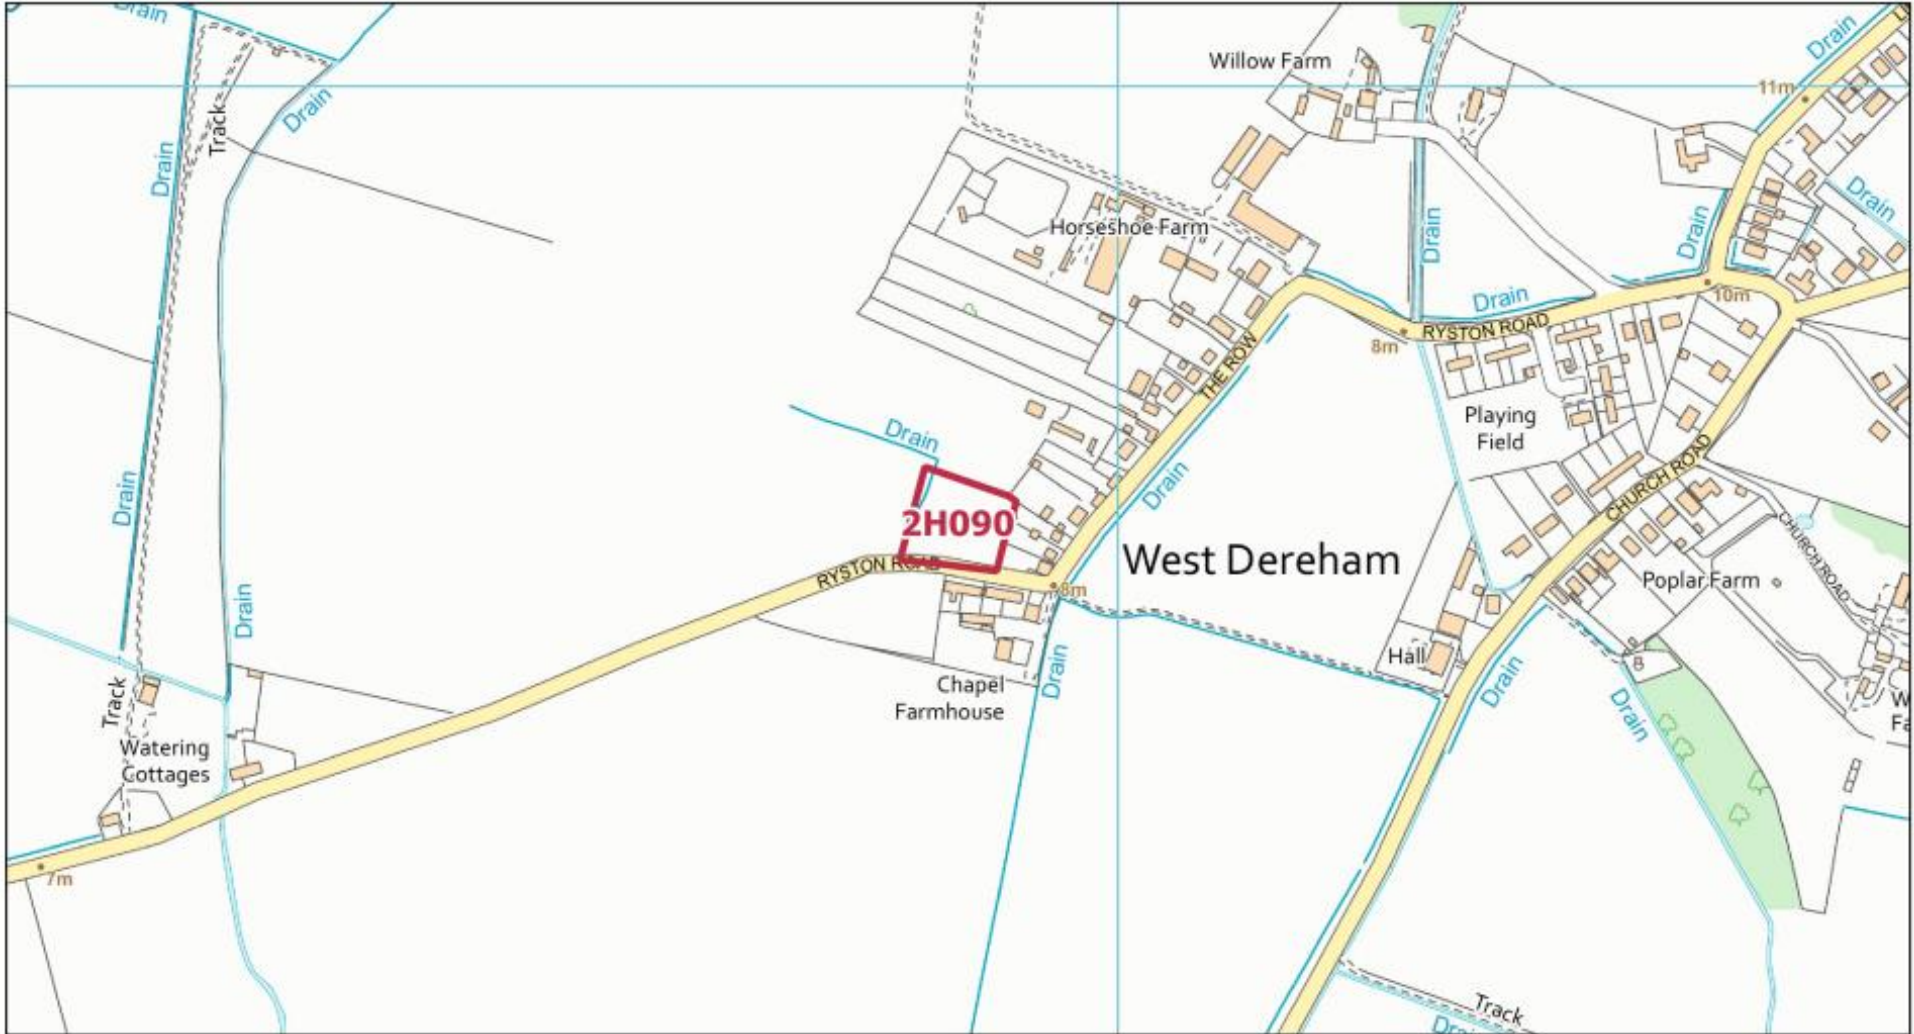 Drain
Drain
Willow Farm
11m
Drain
Track
Drain
Drain
Drain
Horseshoe Farm
Drain
Drain
Drain
10m
RYSTON ROAD
8m
THE ROW
Playing
Field
Drain
CHURCH ROAD
Drain
Drain
2H090
CHURCH ROAD
West Dereham
RYSTON ROAD
8m
Poplar Farm
Drain
Hall
Drain
Chapel
Farmhouse
Drain
Drain
Track
W
Fa
Watering
Cottages
7m
Track
Drain